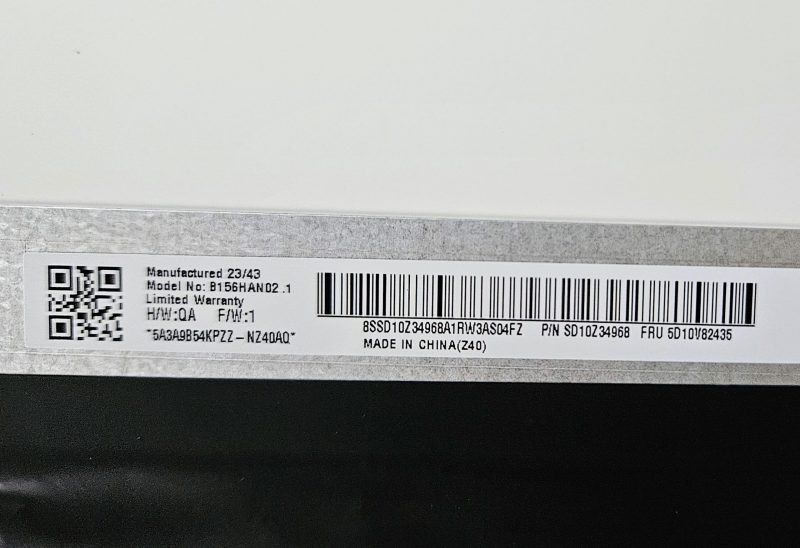 Manufactured 23/43
Model No: B156HAN02 .1
Limited Warranty
H/W:QA F/W:1
*5A3A9B54KPZZ-NZ40AQ*
8SSD10Z34968A1RW3AS04FZ P/N SD10Z34968 FRU 5D10V82435
MADE IN CHINA(Z40)